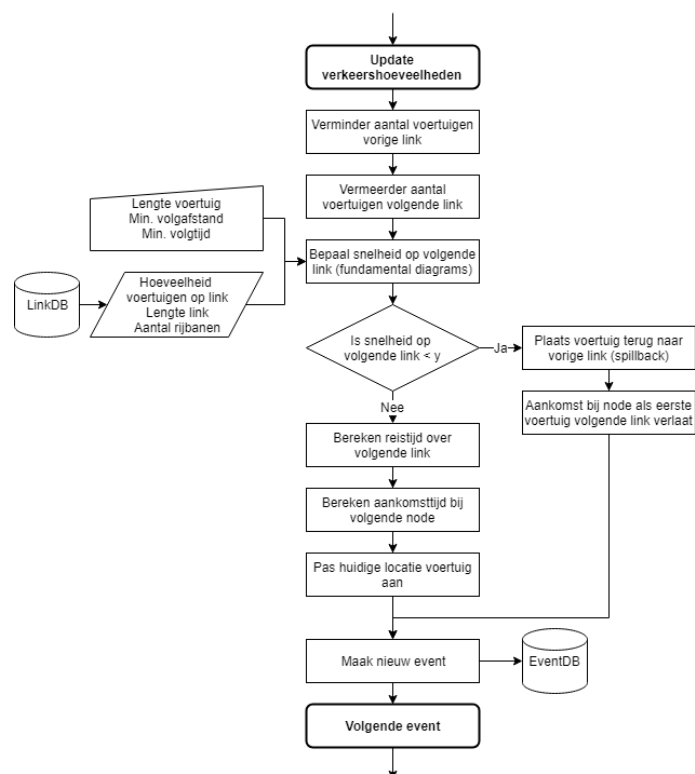 Update
verkeershoeveelheden
Verminder aantal voertuigen
vorige link
Vermeerder aantal
voertuigen volgende link
Lengte voertuig
Min. volgafstand
Min. volgtijd
Bepaal snelheid op volgende
link (fundamental diagrams)
LinkDB
Hoeveelheid
voertuigen op link
Lengte link
Aantal rijbanen
Is snelheid op
volgende link < y
Ja
Plaats voertuig terug naar
vorige link (spillback)
Aankomst bij node als eerste
voertuig volgende link verlaat
Nee
Bereken reistijd over
volgende link
Bereken aankomsttijd bij
volgende node
Pas huidige locatie voertuig
aan
Maak nieuw event
EventDB
Volgende event